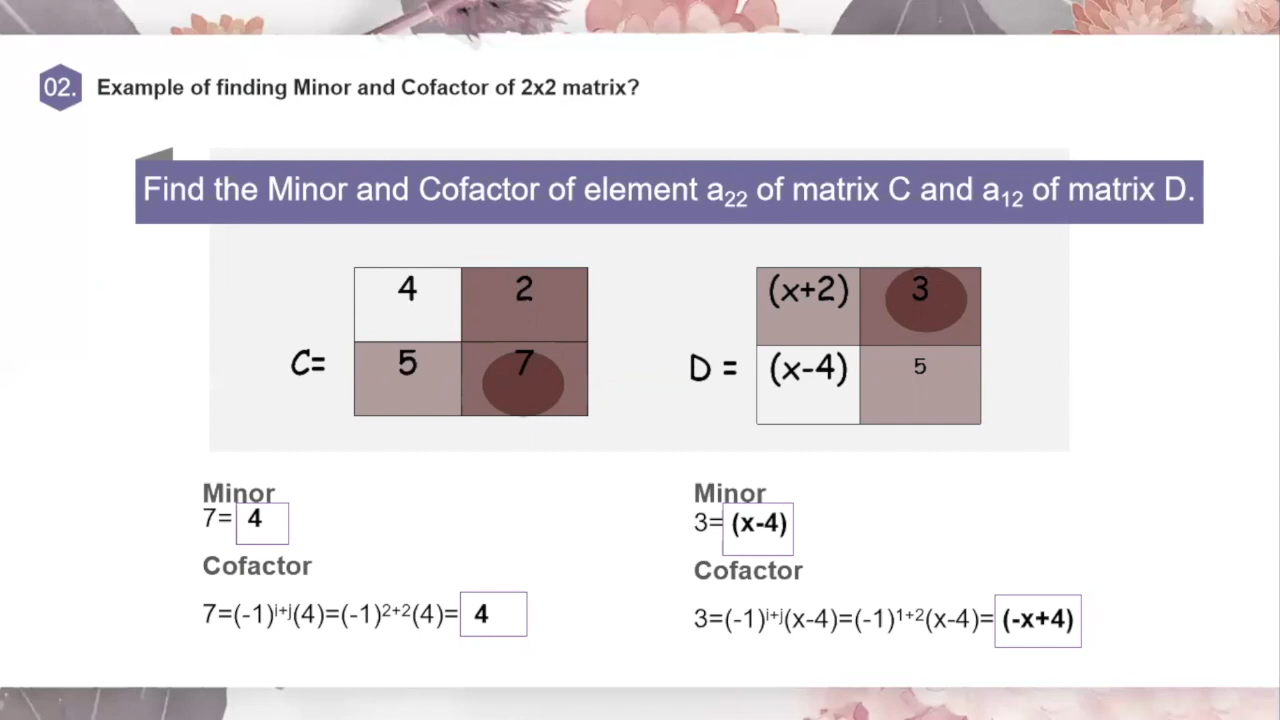 02. Example of finding Minor and Cofactor of 2x2 matrix?
Find the Minor and Cofactor of element a₂₂ of matrix C and a₁₂ of matrix D.
C=
4 2
5 7
D =
(x+2) 3
(x-4) 5
Minor
7= 4
Cofactor
7=(-1)ⁱ⁺ʲ(4)=(-1)²⁺²(4)= 4
Minor
3= (x-4)
Cofactor
3=(-1)ⁱ⁺ʲ(x-4)=(-1)¹⁺²(x-4)= (-x+4)